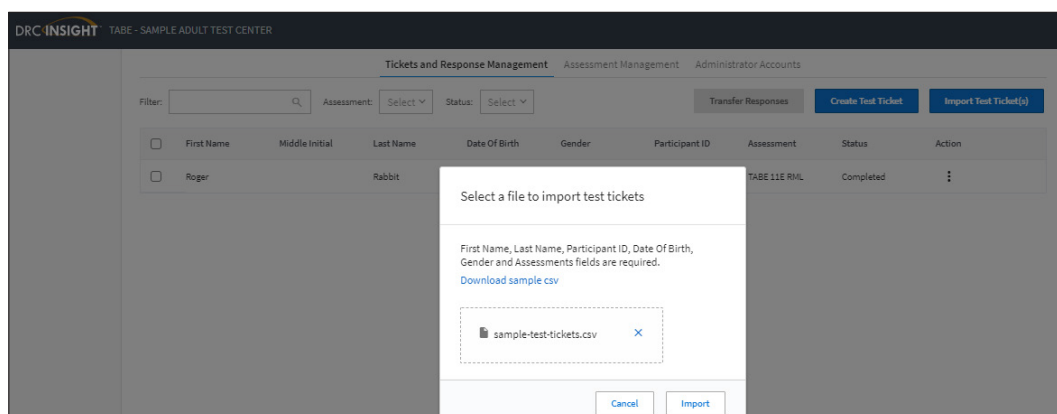 DRC INSIGHT TABE - SAMPLE ADULT TEST CENTER
Tickets and Response Management Assessment Management Administrator Accounts
Filter: Assessment: Select Status: Select Transfer Responses Create Test Ticket Import Test Ticket(s)
First Name Middle Initial Last Name Date Of Birth Gender Participant ID Assessment Status Action
Roger Rabbit TABE 11E RML Completed
Select a file to import test tickets
First Name, Last Name, Participant ID, Date Of Birth,
Gender and Assessments fields are required.
Download sample csv
sample-test-tickets.csv
Cancel Import